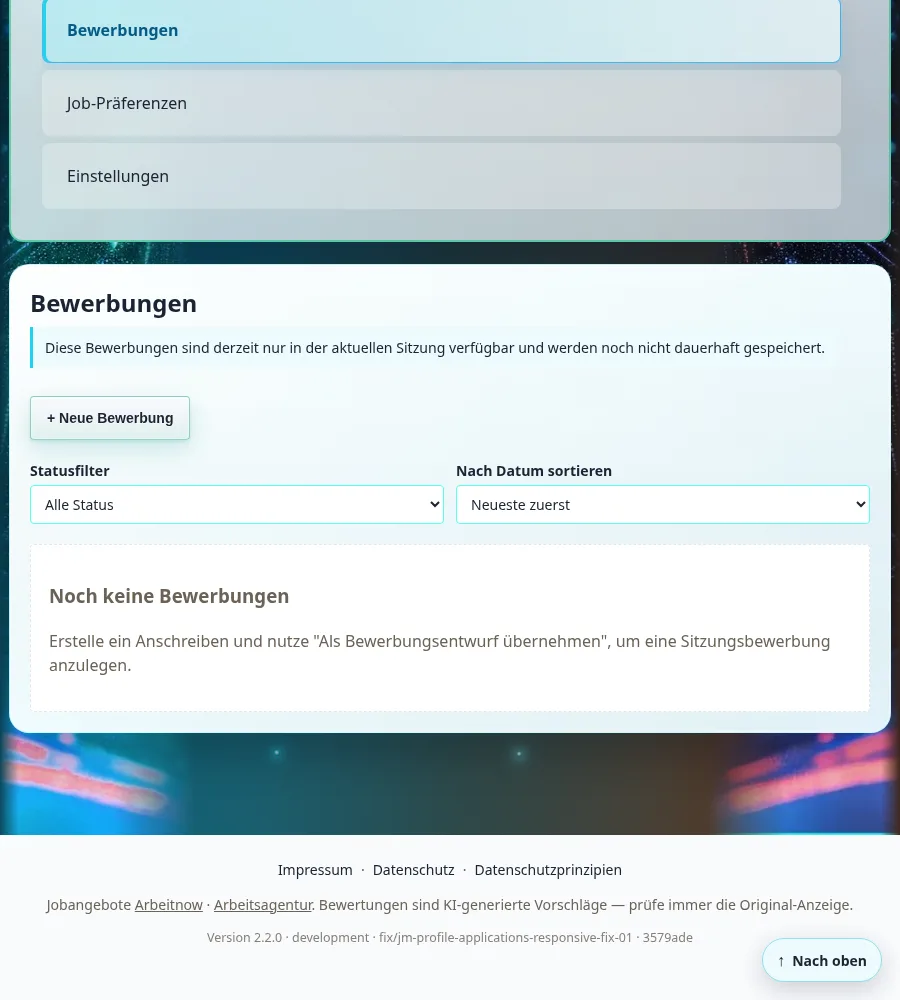 Bewerbungen
Job-Präferenzen
Einstellungen
Bewerbungen
Diese Bewerbungen sind derzeit nur in der aktuellen Sitzung verfügbar und werden noch nicht dauerhaft gespeichert.
+ Neue Bewerbung
Statusfilter
Alle Status
Nach Datum sortieren
Neueste zuerst
Noch keine Bewerbungen
Erstelle ein Anschreiben und nutze "Als Bewerbungsentwurf übernehmen", um eine Sitzungsbewerbung
anzulegen.
Impressum · Datenschutz · Datenschutzprinzipien
Jobangebote Arbeitnow · Arbeitsagentur. Bewertungen sind KI-generierte Vorschläge — prüfe immer die Original-Anzeige.
Version 2.2.0 · development · fix/jm-profile-applications-responsive-fix-01 · 3579ade
↑ Nach oben